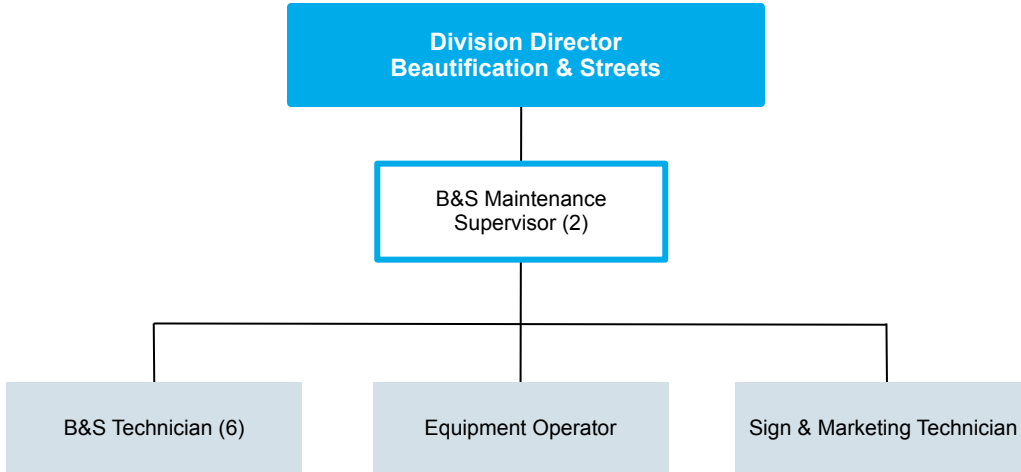 Division Director
Beautification & Streets
B&S Maintenance
Supervisor (2)
B&S Technician (6)
Equipment Operator
Sign & Marketing Technician